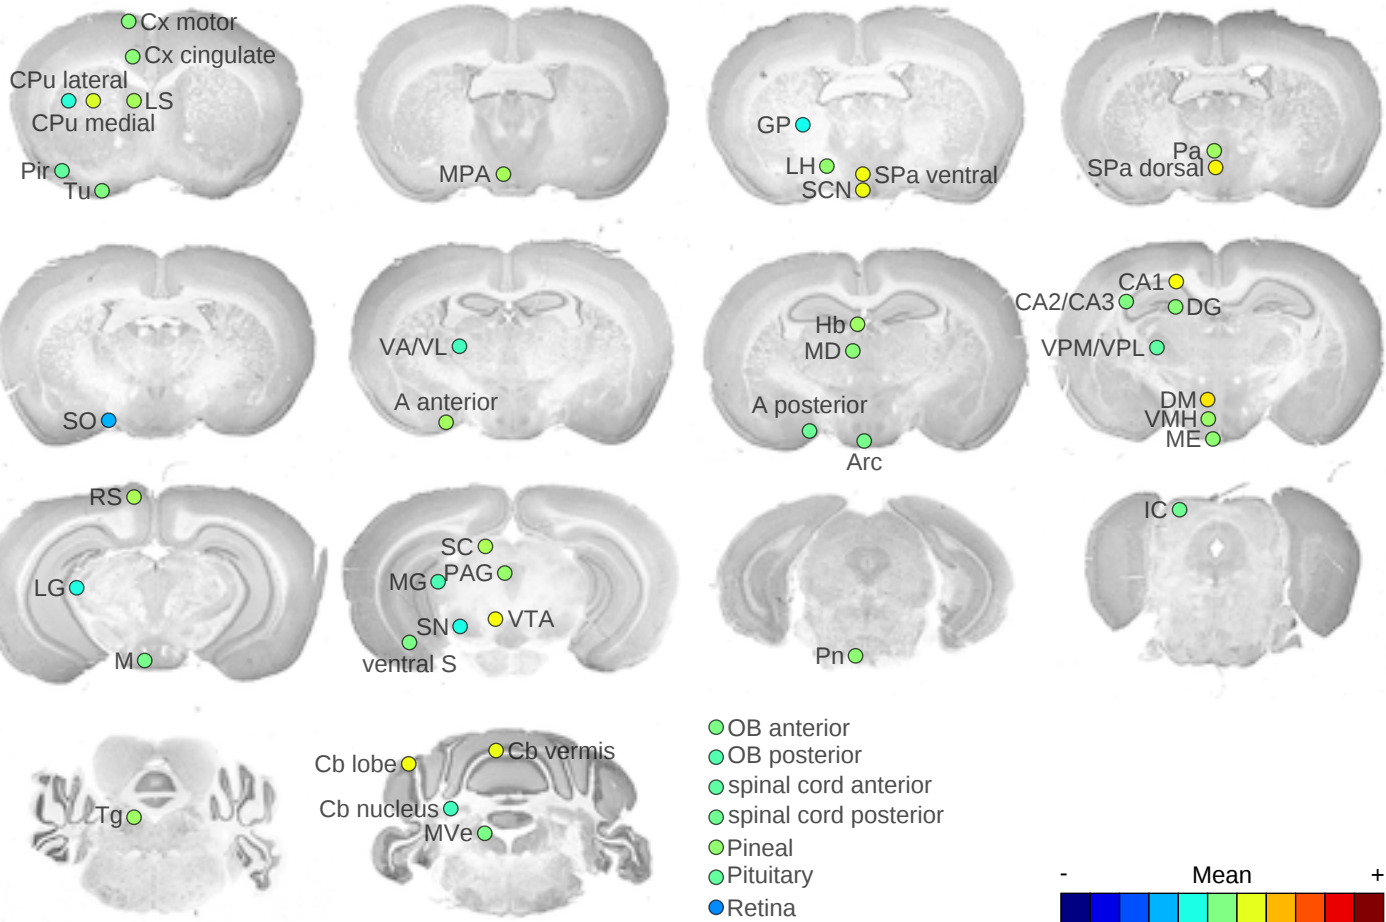 Cx motor
Cx cingulate
CPu lateral
LS
CPu medial
Pir
Tu
MPA
GP
LH
SPa ventral
SCN
Pa
SPa dorsal
SO
VA/VL
A anterior
Hb
MD
A posterior
Arc
CA1
CA2/CA3
DG
VPM/VPL
DM
VMH
ME
RS
LG
M
SC
MG
PAG
SN
VTA
ventral S
Pn
IC
Tg
Cb lobe
Cb vermis
Cb nucleus
MVe
OB anterior
OB posterior
spinal cord anterior
spinal cord posterior
Pineal
Pituitary
Retina
- Mean +